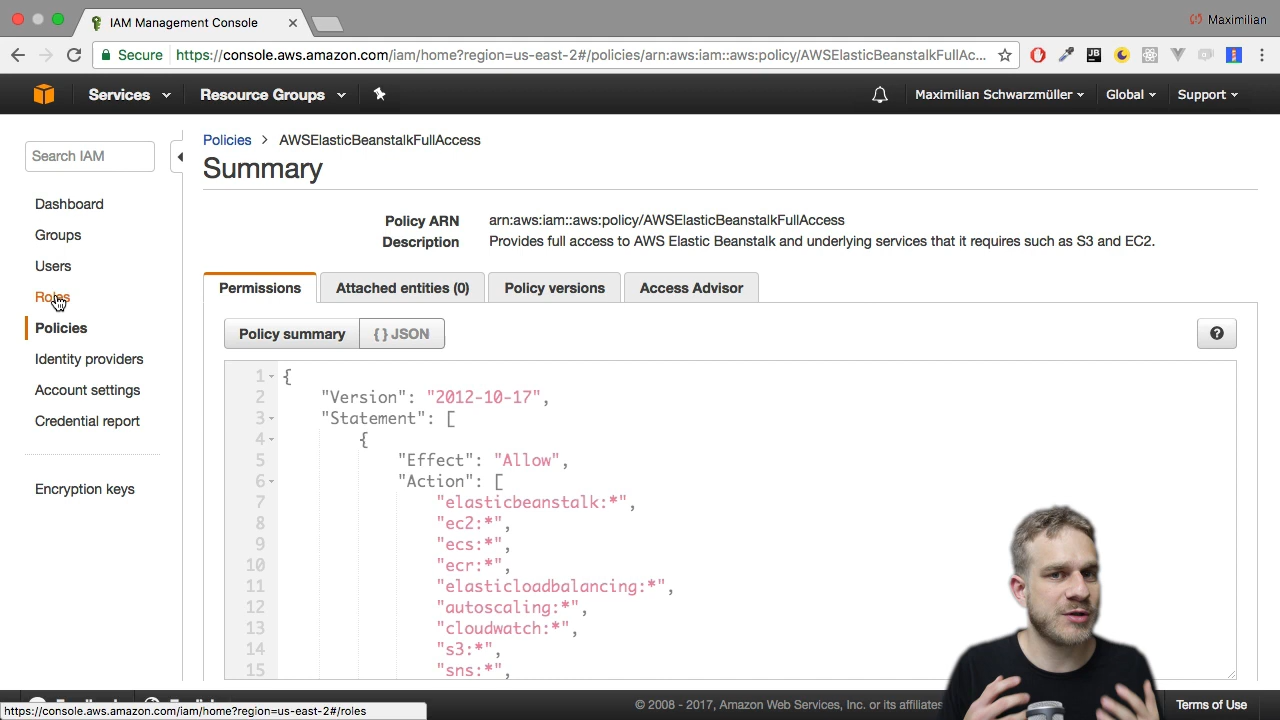 IAM Management Console
Maximilian
Secure
https://console.aws.amazon.com/iam/home?region=us-east-2#/policies/arn:aws:iam::aws:policy/AWSElasticBeanstalkFullAc...
JB
Services
Resource Groups
Maximilian Schwarzmüller
Global
Support
Search IAM
Dashboard
Groups
Users
Roles
Policies
Identity providers
Account settings
Credential report
Encryption keys
Policies > AWSElasticBeanstalkFullAccess
Summary
Policy ARN arn:aws:iam::aws:policy/AWSElasticBeanstalkFullAccess
Description Provides full access to AWS Elastic Beanstalk and underlying services that it requires such as S3 and EC2.
Permissions
Attached entities (0)
Policy versions
Access Advisor
Policy summary
{ } JSON
?
1 {
2 "Version": "2012-10-17",
3 "Statement": [
4 {
5 "Effect": "Allow",
6 "Action": [
7 "elasticbeanstalk:*",
8 "ec2:*",
9 "ecs:*",
10 "ecr:*",
11 "elasticloadbalancing:*",
12 "autoscaling:*",
13 "cloudwatch:*",
14 "s3:*",
15 "sns:*",
https://console.aws.amazon.com/iam/home?region=us-east-2#/roles
© 2008 - 2017, Amazon Web Services, Inc. or its affiliates
Terms of Use